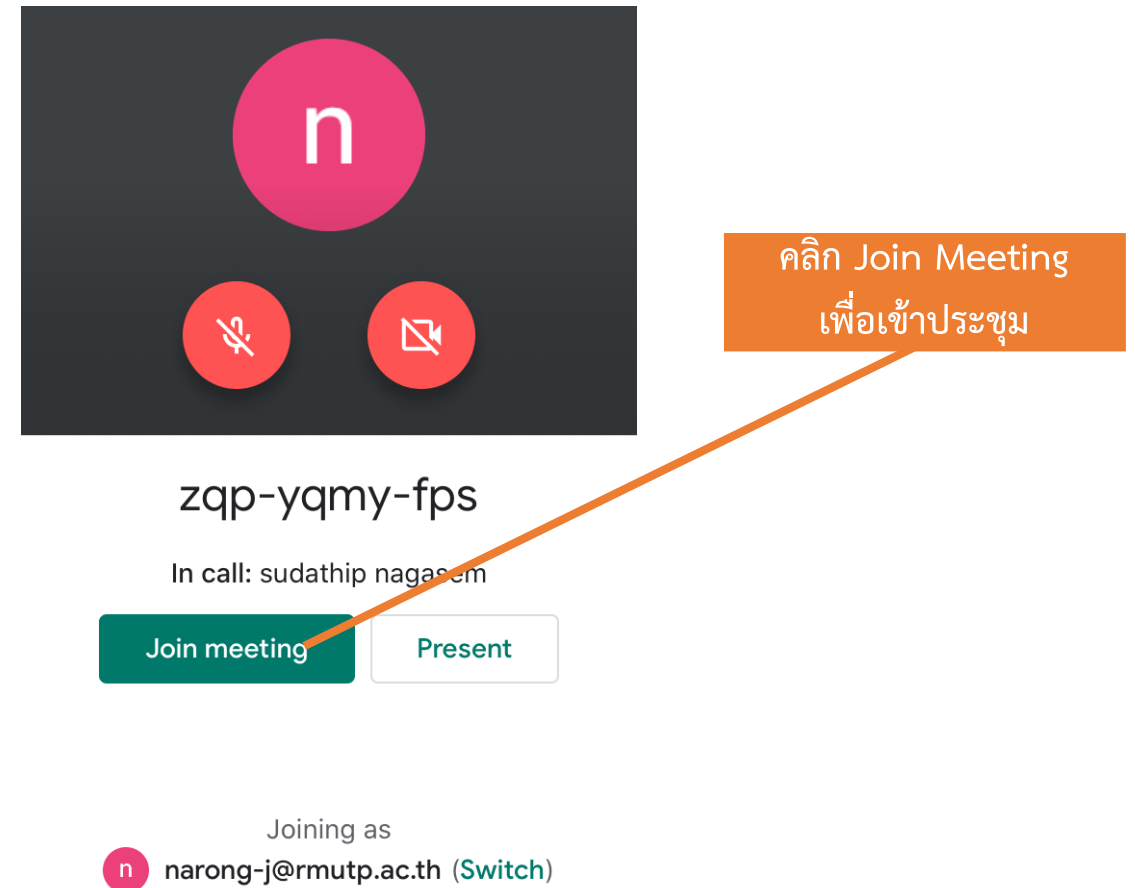 n
คลิก Join Meeting
เพื่อเข้าประชุม
zqp-yqmy-fps
In call: sudathip nagasem
Join meeting
Present
Joining as
n narong-j@rmutp.ac.th (Switch)